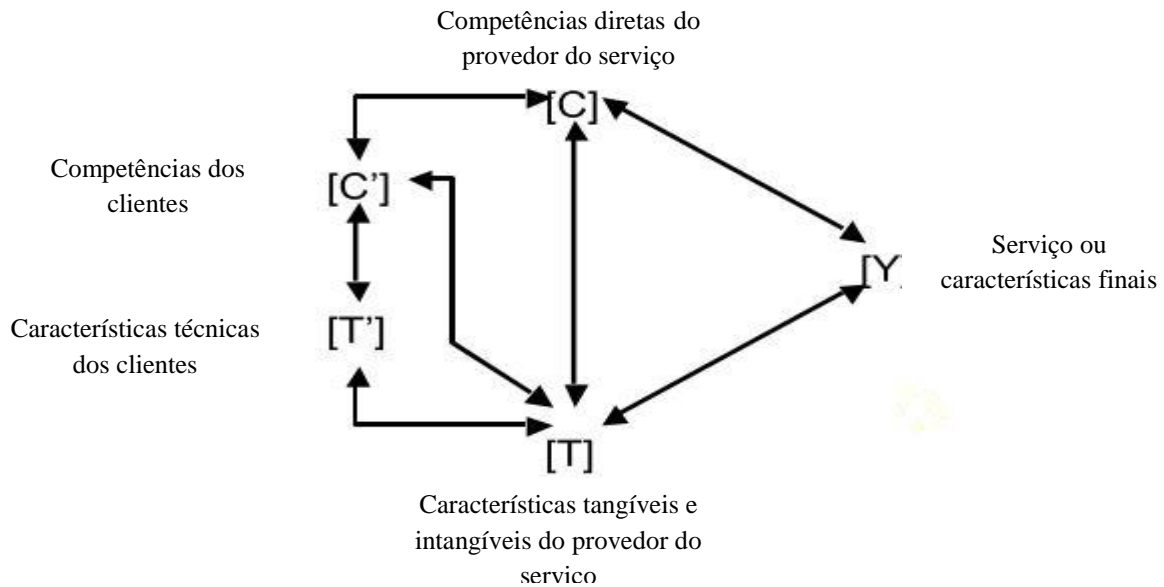 Competências diretas do
provedor do serviço
[C]
Competências dos
clientes
[C’]
Serviço ou
características finais
[Y]
Características técnicas
dos clientes
[T’]
[T]
Características tangíveis e
intangíveis do provedor do
serviço